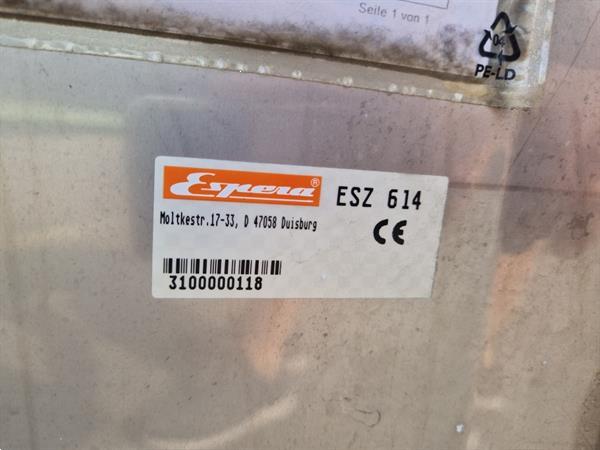 Seite 1 von 1
04
PE-LD
Espera®
ESZ 614
Moltkestr.17-33, D 47058 Duisburg
CE
3100000118